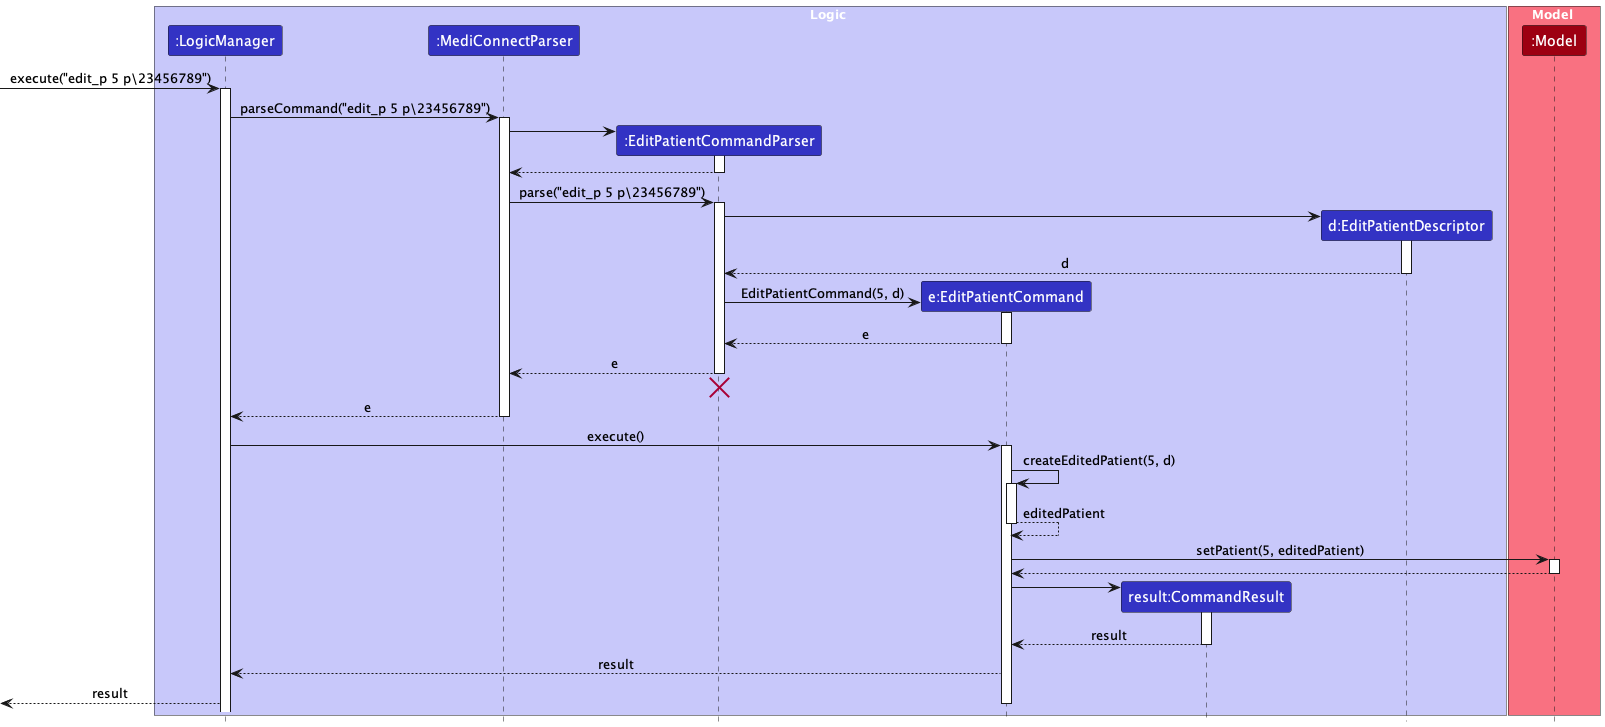 Logic
Model
:LogicManager
:MediConnectParser
:Model
execute("edit_p 5 p\23456789")
parseCommand("edit_p 5 p\23456789")
:EditPatientCommandParser
parse("edit_p 5 p\23456789")
d:EditPatientDescriptor
d
EditPatientCommand(5, d)
e:EditPatientCommand
e
e
e
execute()
createEditedPatient(5, d)
editedPatient
setPatient(5, editedPatient)
result:CommandResult
result
result
result